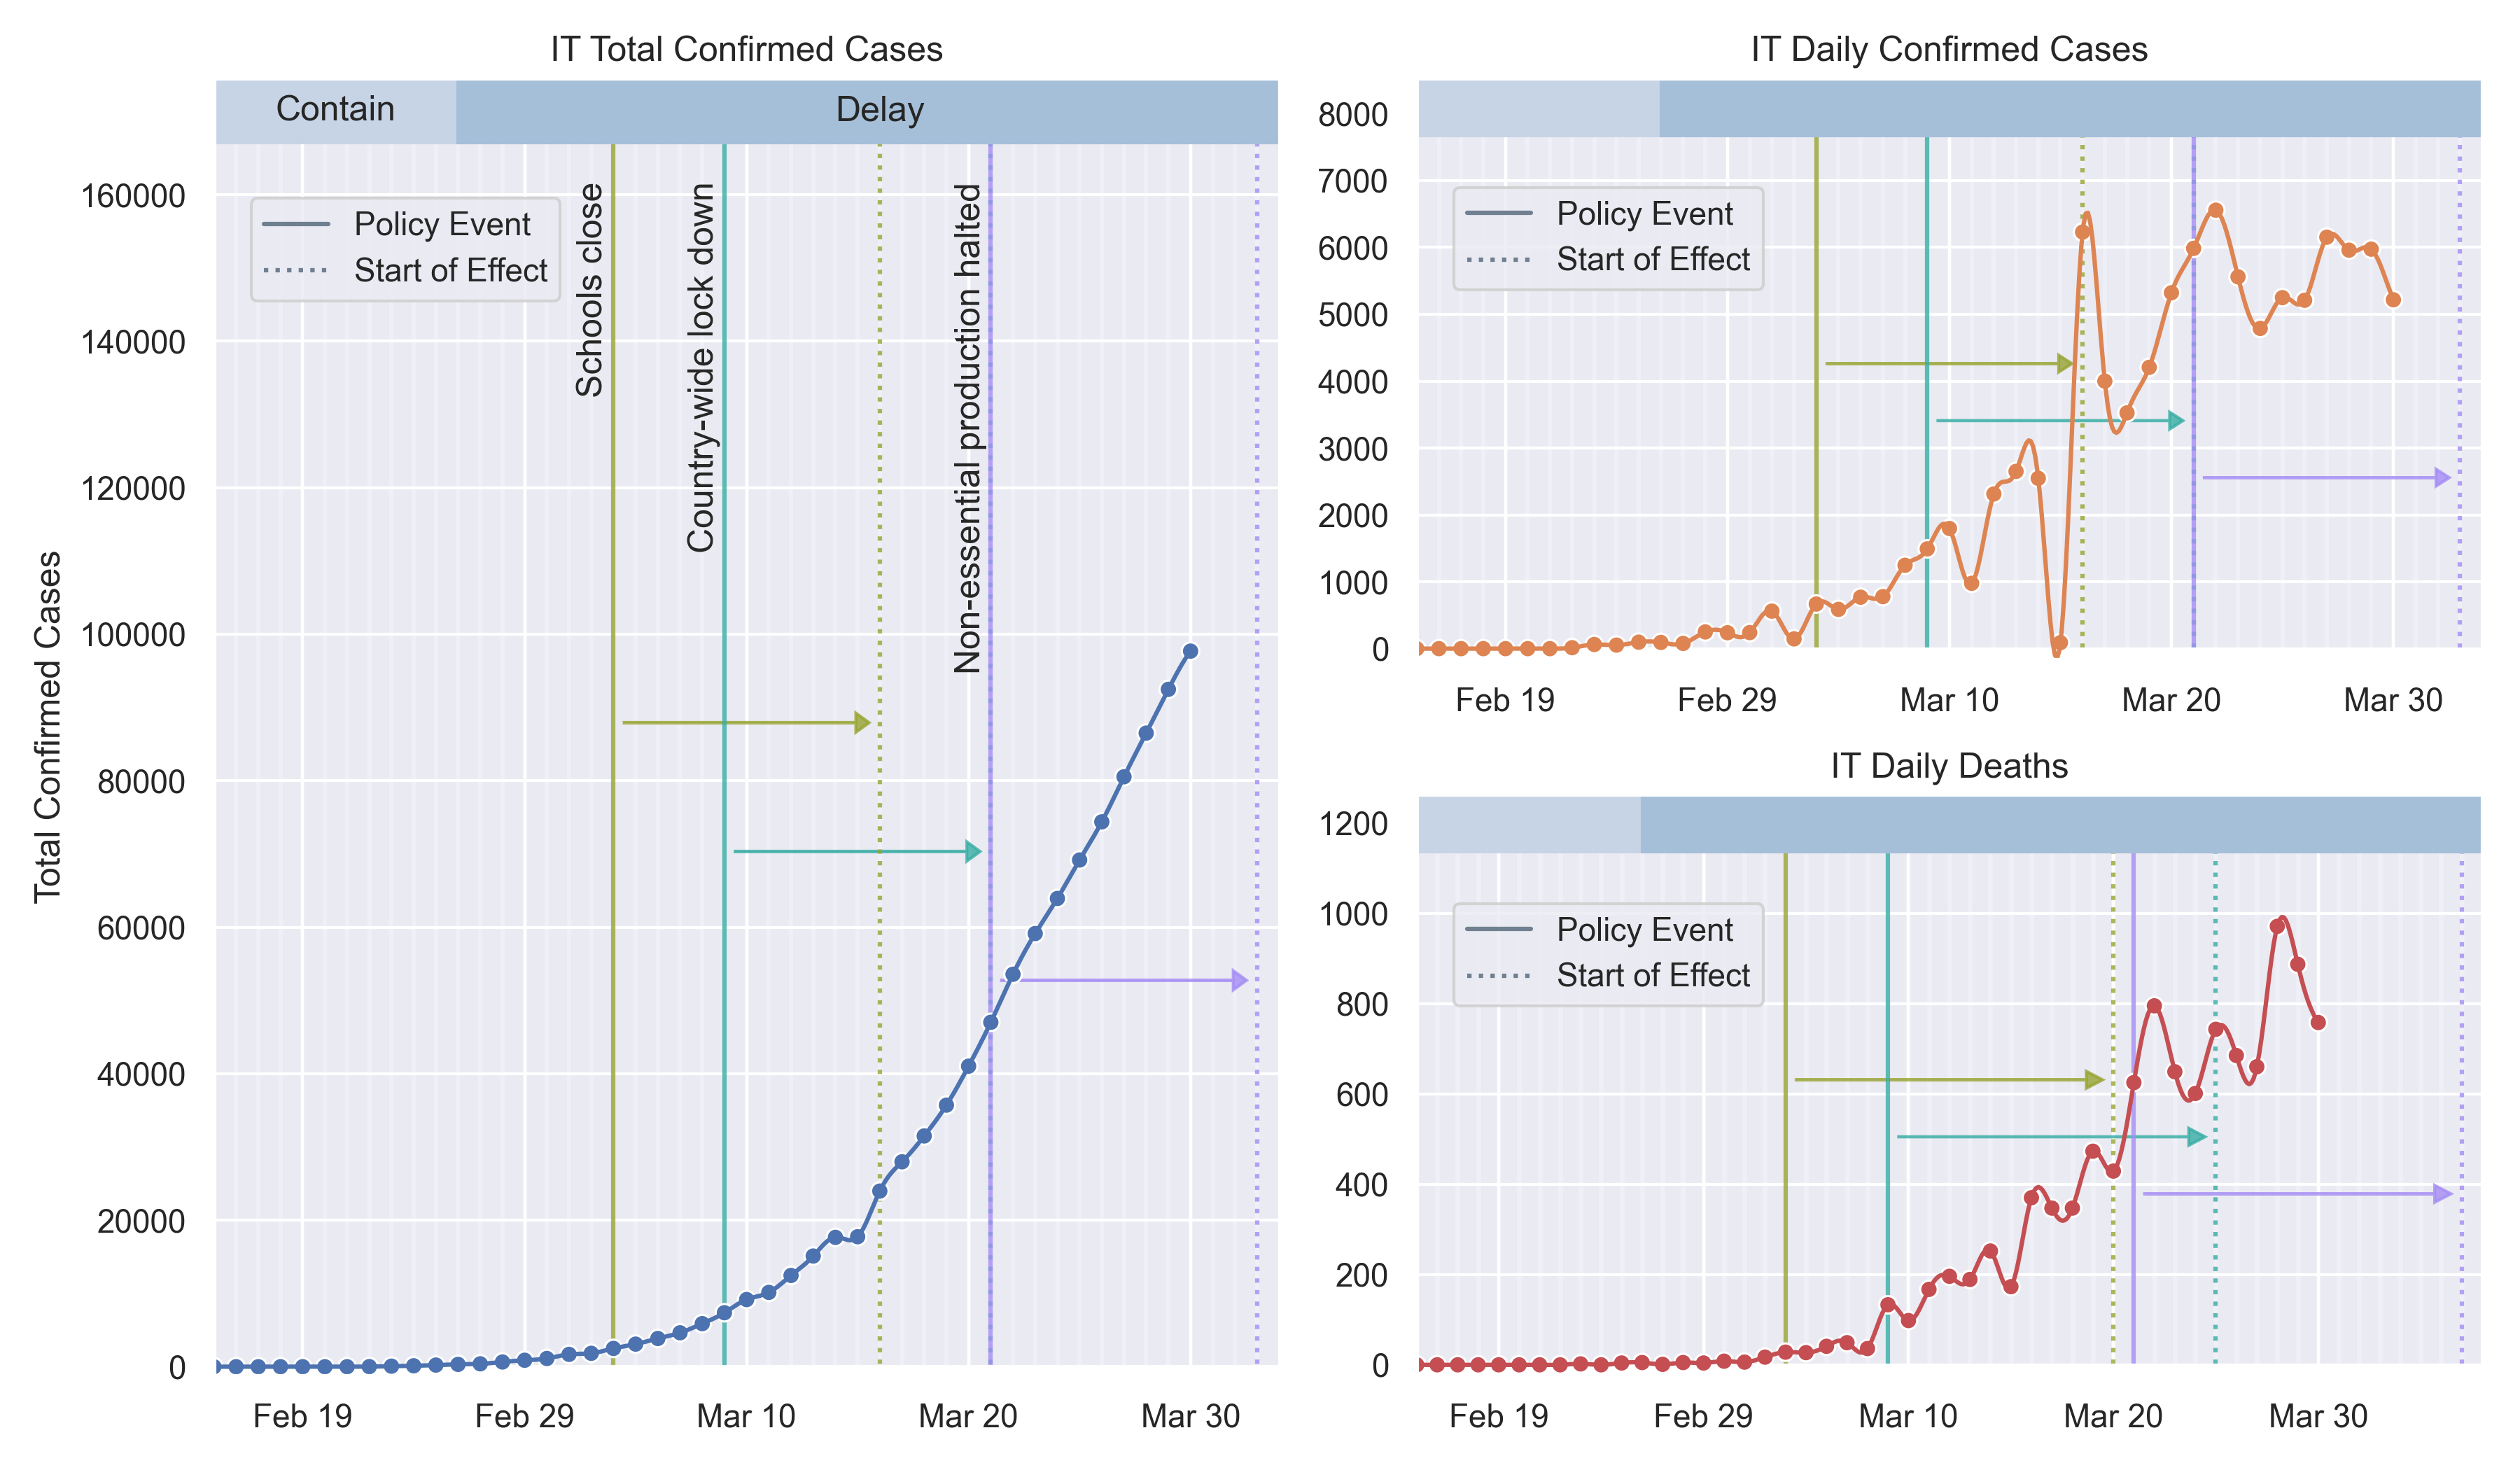 IT Total Confirmed Cases
Contain
Delay
Total Confirmed Cases
160000
140000
120000
100000
80000
60000
40000
20000
0
Policy Event
Start of Effect
Schools close
Country-wide lock down
Non-essential production halted
Feb 19 Feb 29 Mar 10 Mar 20 Mar 30
IT Daily Confirmed Cases
8000
7000
6000
5000
4000
3000
2000
1000
0
Policy Event
Start of Effect
Feb 19 Feb 29 Mar 10 Mar 20 Mar 30
IT Daily Deaths
1200
1000
800
600
400
200
0
Policy Event
Start of Effect
Feb 19 Feb 29 Mar 10 Mar 20 Mar 30